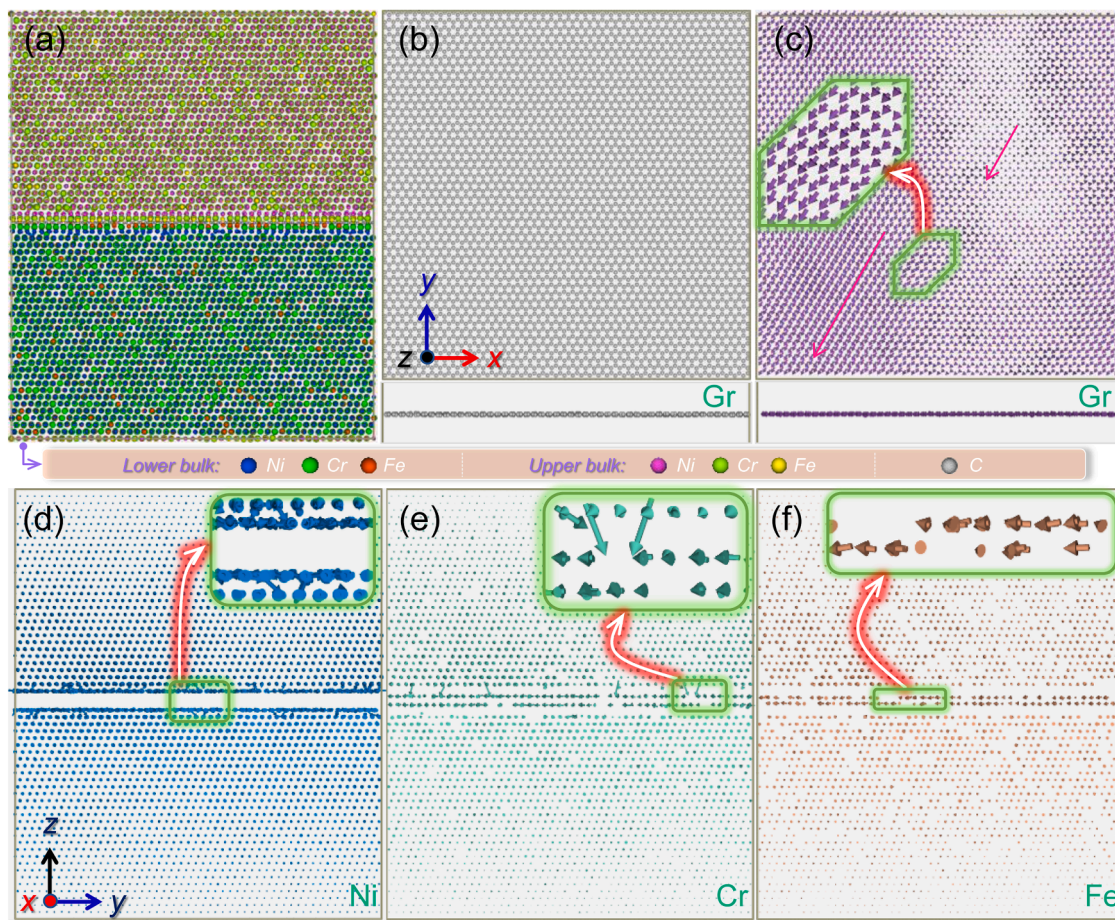 (a)
(b)
(c)
y
z
x
Gr
Gr
Lower bulk: Ni Cr Fe Upper bulk: Ni Cr Fe C
(d)
(e)
(f)
z
x
y
Ni
Cr
Fe